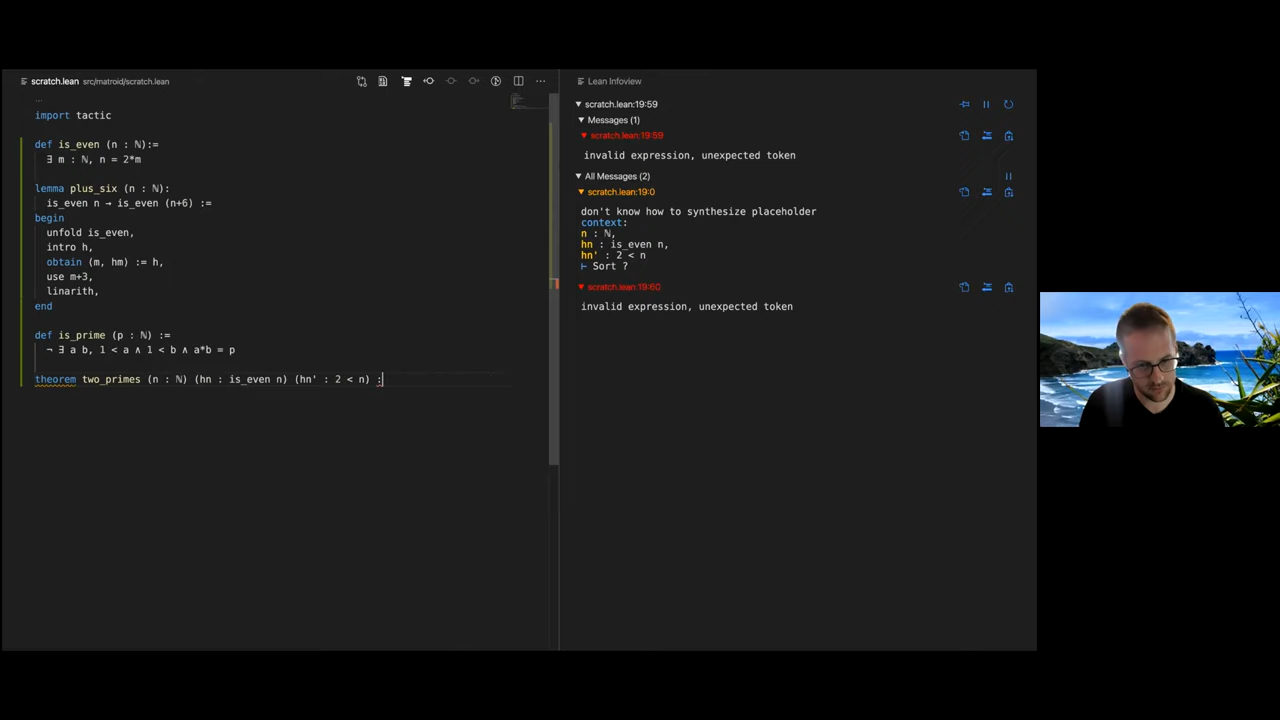 scratch.lean src/matroid/scratch.lean
...
import tactic
def is_even (n : ℕ):=
∃ m : ℕ, n = 2*m
lemma plus_six (n : ℕ):
is_even n → is_even (n+6) :=
begin
unfold is_even,
intro h,
obtain ⟨m, hm⟩ := h,
use m+3,
linarith,
end
def is_prime (p : ℕ) :=
¬ ∃ a b, 1 < a ∧ 1 < b ∧ a*b = p
theorem two_primes (n : ℕ) (hn : is_even n) (hn' : 2 < n) :
Lean Infoview
scratch.lean:19:59
Messages (1)
scratch.lean:19:59
invalid expression, unexpected token
All Messages (2)
scratch.lean:19:0
don't know how to synthesize placeholder
context:
n : ℕ,
hn : is_even n,
hn' : 2 < n
⊢ Sort ?
scratch.lean:19:60
invalid expression, unexpected token